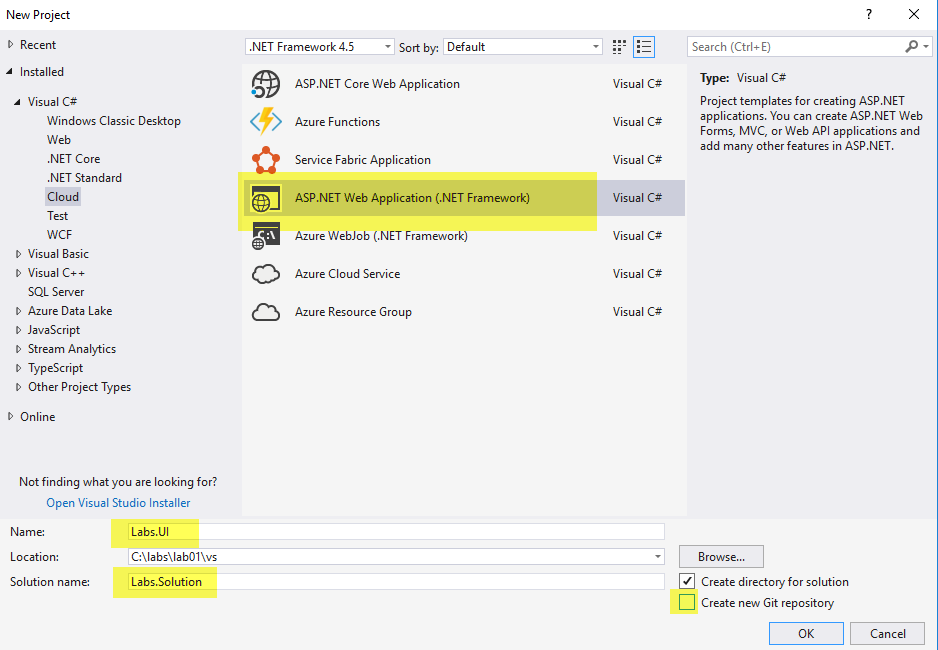 New Project
?
Recent
Installed
Visual C#
Windows Classic Desktop
Web
.NET Core
.NET Standard
Cloud
Test
WCF
Visual Basic
Visual C++
SQL Server
Azure Data Lake
JavaScript
Stream Analytics
TypeScript
Other Project Types
Online
Not finding what you are looking for?
Open Visual Studio Installer
.NET Framework 4.5 Sort by: Default
ASP.NET Core Web Application Visual C#
Azure Functions Visual C#
Service Fabric Application Visual C#
ASP.NET Web Application (.NET Framework) Visual C#
Azure WebJob (.NET Framework) Visual C#
Azure Cloud Service Visual C#
Azure Resource Group Visual C#
Search (Ctrl+E)
Type: Visual C#
Project templates for creating ASP.NET
applications. You can create ASP.NET Web
Forms, MVC, or Web API applications and
add many other features in ASP.NET.
Name: Labs.UI
Location: C:\labs\lab01\vs Browse...
Solution name: Labs.Solution Create directory for solution
Create new Git repository
OK Cancel